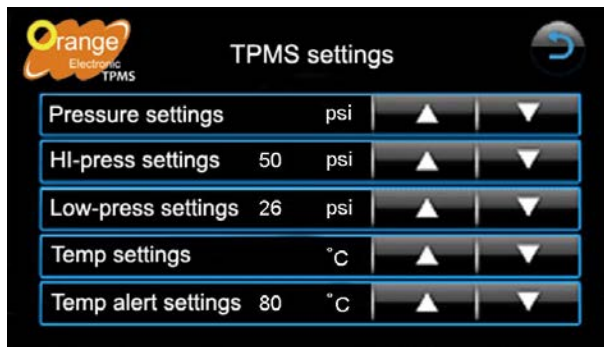 Orange
Electronic
TPMS
TPMS settings
Pressure settings psi
HI-press settings 50 psi
Low-press settings 26 psi
Temp settings °C
Temp alert settings 80 °C